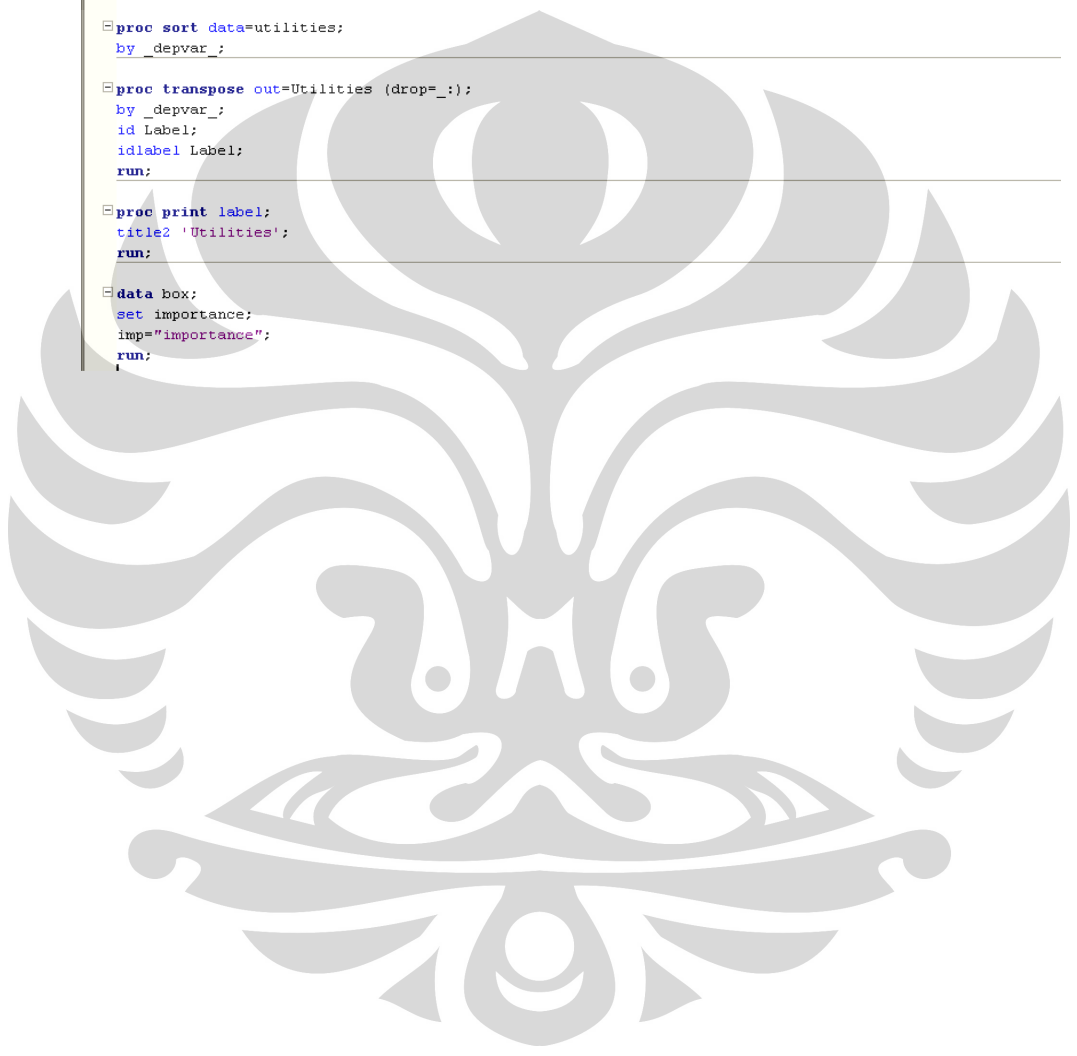 proc sort data=utilities;
by _depvar_;
proc transpose out=Utilities (drop=_:);
by _depvar_;
id Label;
idlabel Label;
run;
proc print label;
title2 'Utilities';
run;
data box;
set importance;
imp="importance";
run;